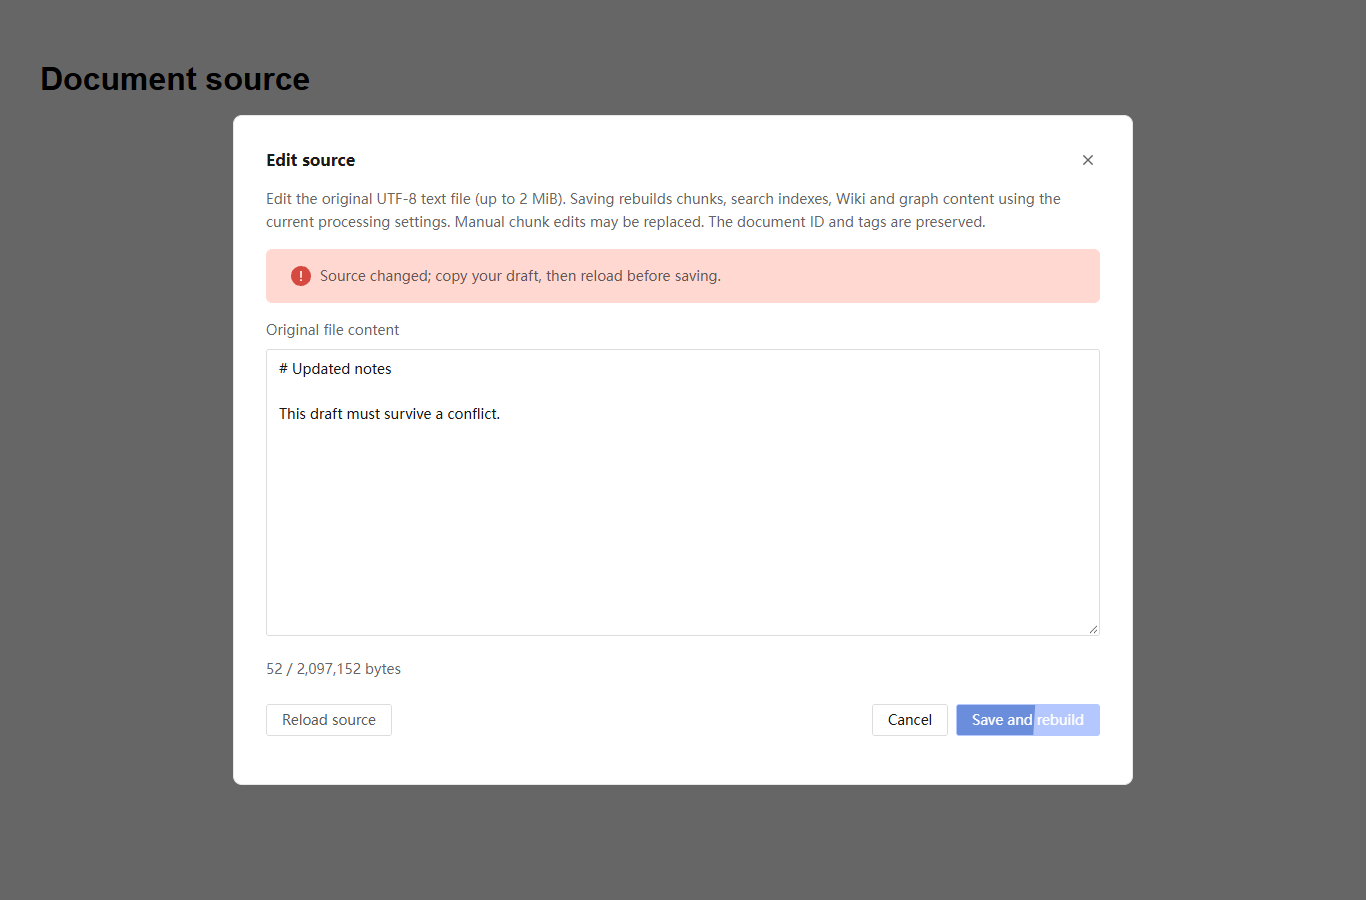 Document source
Edit source
Edit the original UTF-8 text file (up to 2 MiB). Saving rebuilds chunks, search indexes, Wiki and graph content using the
current processing settings. Manual chunk edits may be replaced. The document ID and tags are preserved.
Source changed; copy your draft, then reload before saving.
Original file content
# Updated notes
This draft must survive a conflict.
52 / 2,097,152 bytes
Reload source
Cancel
Save and rebuild